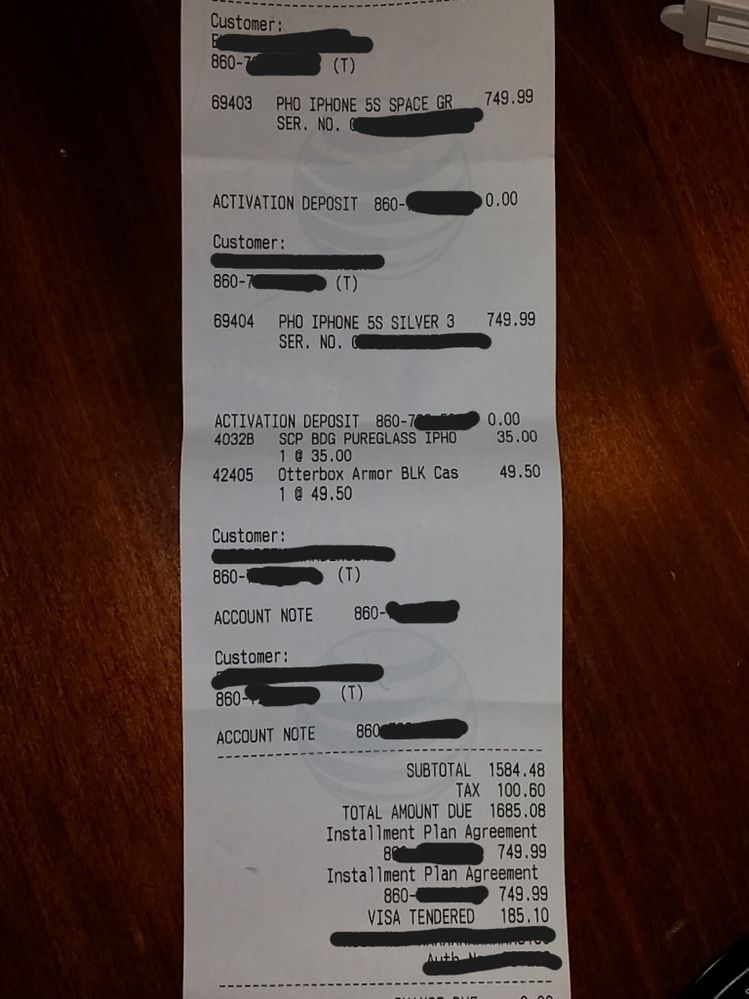 Customer:
860-7
(T)
69403 PHO IPHONE 5S SPACE GR 749.99
SER. NO.
ACTIVATION DEPOSIT 860- 0.00
Customer:
860-7 (T)
69404 PHO IPHONE 5S SILVER 3 749.99
SER. NO.
ACTIVATION DEPOSIT 860-7 0.00
4032B SCP BDG PUREGLASS IPHO 35.00
1 @ 35.00
42405 Otterbox Armor BLK Cas 49.50
1 @ 49.50
Customer:
860- (T)
ACCOUNT NOTE 860-
Customer:
860- (T)
ACCOUNT NOTE 860
SUBTOTAL 1584.48
TAX 100.60
TOTAL AMOUNT DUE 1685.08
Installment Plan Agreement
749.99
Installment Plan Agreement
860- 749.99
VISA TENDERED 185.10